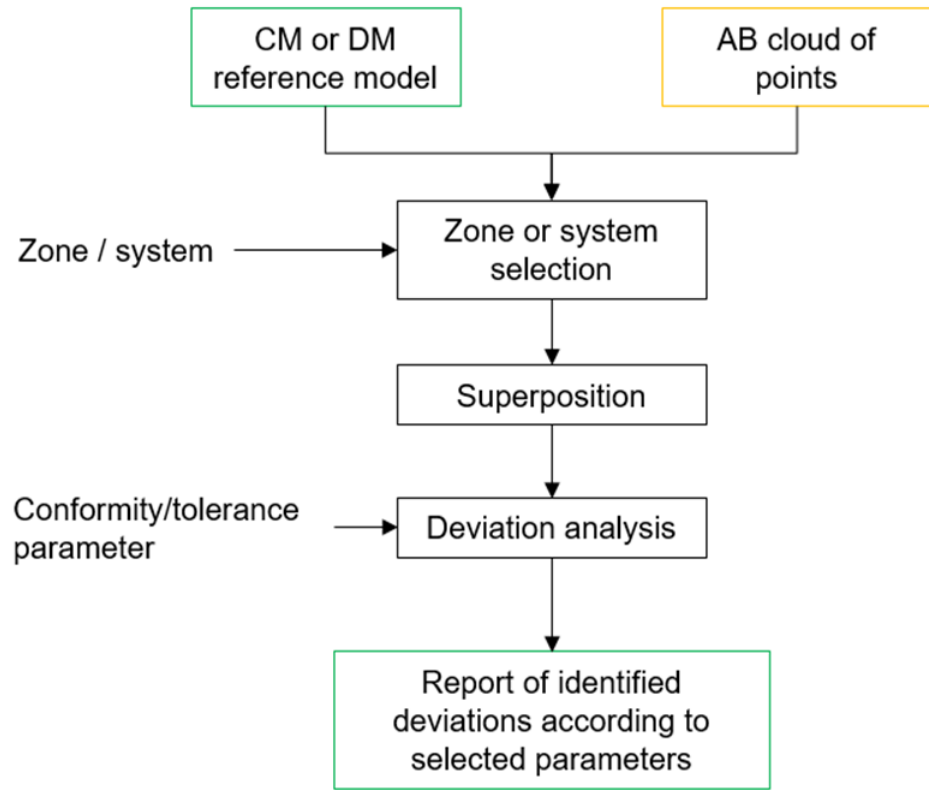 CM or DM
reference model
AB cloud of
points
Zone / system
Zone or system
selection
Superposition
Conformity/tolerance
parameter
Deviation analysis
Report of identified
deviations according to
selected parameters